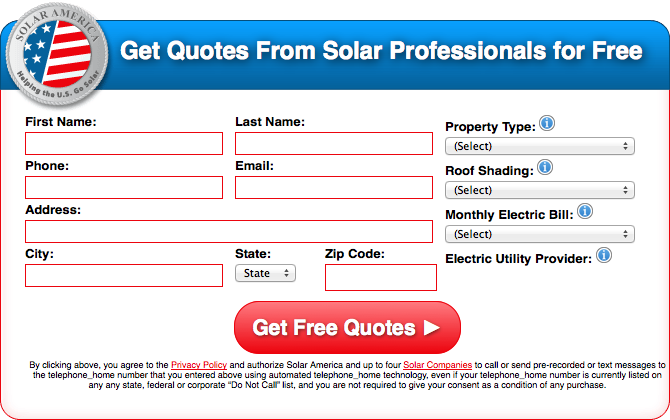 SOLAR AMERICA
Helping the U.S. Go Solar
Get Quotes From Solar Professionals for Free
First Name:
Last Name:
Property Type:
(Select)
Phone:
Email:
Roof Shading:
(Select)
Address:
Monthly Electric Bill:
(Select)
City:
State:
State
Zip Code:
Electric Utility Provider:
Get Free Quotes
By clicking above, you agree to the Privacy Policy and authorize Solar America and up to four Solar Companies to call or send pre-recorded or text messages to
the telephone_home number that you entered above using automated telephone_home technology, even if your telephone_home number is currently listed on
any any state, federal or corporate “Do Not Call” list, and you are not required to give your consent as a condition of any purchase.